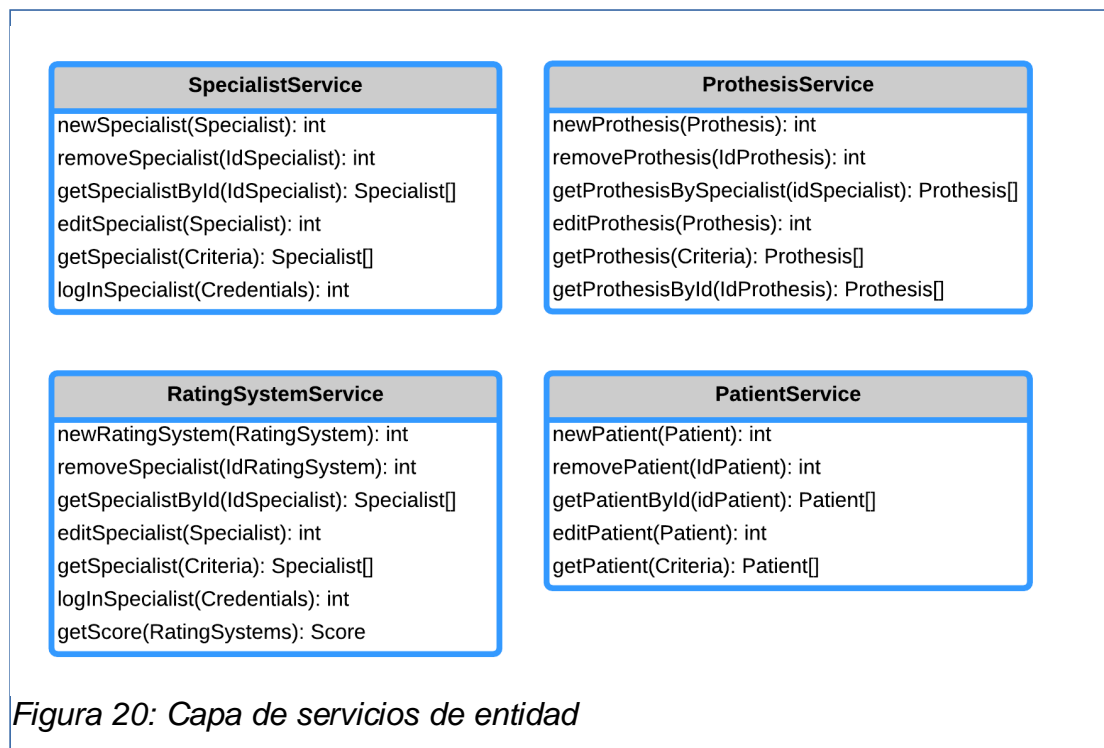 SpecialistService
newSpecialist(Specialist): int
removeSpecialist(IdSpecialist): int
getSpecialistById(IdSpecialist): Specialist[]
editSpecialist(Specialist): int
getSpecialist(Criteria): Specialist[]
logInSpecialist(Credentials): int
ProthesisService
newProthesis(Prothesis): int
removeProthesis(IdProthesis): int
getProthesisBySpecialist(idSpecialist): Prothesis[]
editProthesis(Prothesis): int
getProthesis(Criteria): Prothesis[]
getProthesisById(IdProthesis): Prothesis[]
RatingSystemService
newRatingSystem(RatingSystem): int
removeSpecialist(IdRatingSystem): int
getSpecialistById(IdSpecialist): Specialist[]
editSpecialist(Specialist): int
getSpecialist(Criteria): Specialist[]
logInSpecialist(Credentials): int
getScore(RatingSystems): Score
PatientService
newPatient(Patient): int
removePatient(IdPatient): int
getPatientById(idPatient): Patient[]
editPatient(Patient): int
getPatient(Criteria): Patient[]
Figura 20: Capa de servicios de entidad